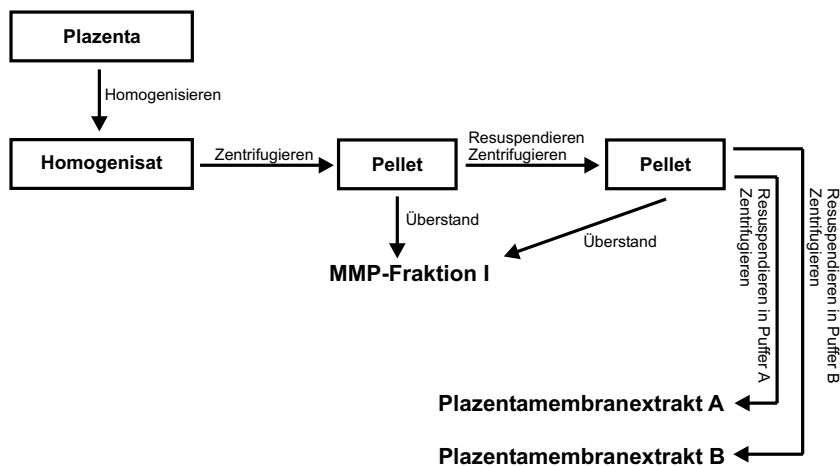 Plazenta
Homogenisieren
Homogenisat
Zentrifugieren
Pellet
Resuspendieren
Zentrifugieren
Pellet
Überstand
Überstand
MMP-Fraktion I
Resuspendieren in Puffer A
Zentrifugieren
Resuspendieren in Puffer B
Zentrifugieren
Plazentamembranextrakt A
Plazentamembranextrakt B